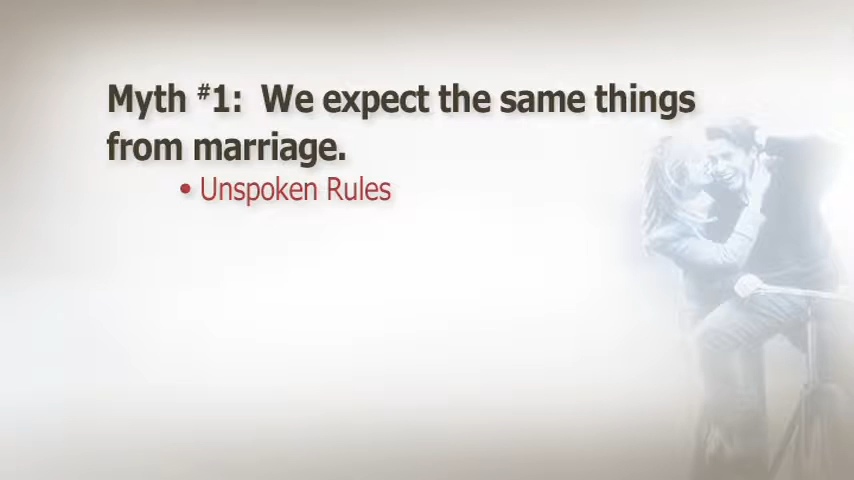 Myth #1: We expect the same things
from marriage.
• Unspoken Rules